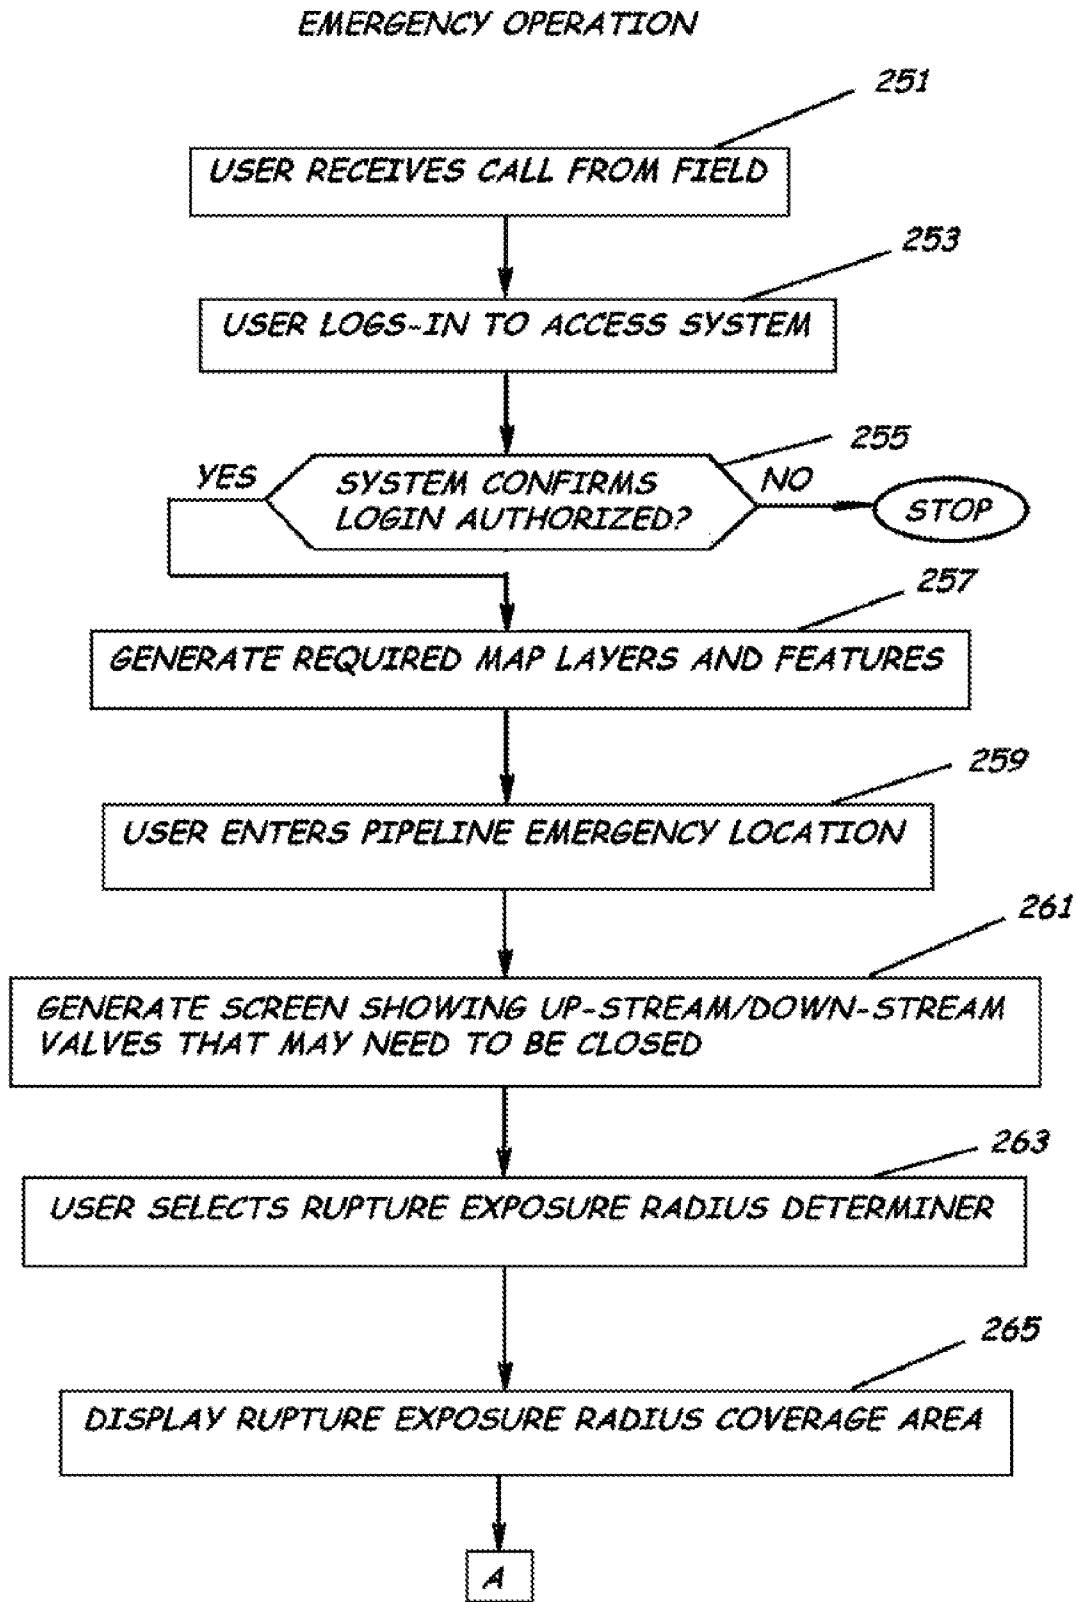 EMERGENCY OPERATION
251
USER RECEIVES CALL FROM FIELD
253
USER LOGS-IN TO ACCESS SYSTEM
255
YES
SYSTEM CONFIRMS
LOGIN AUTHORIZED?
NO
STOP
257
GENERATE REQUIRED MAP LAYERS AND FEATURES
259
USER ENTERS PIPELINE EMERGENCY LOCATION
261
GENERATE SCREEN SHOWING UP-STREAM/DOWN-STREAM
VALVES THAT MAY NEED TO BE CLOSED
263
USER SELECTS RUPTURE EXPOSURE RADIUS DETERMINER
265
DISPLAY RUPTURE EXPOSURE RADIUS COVERAGE AREA
A